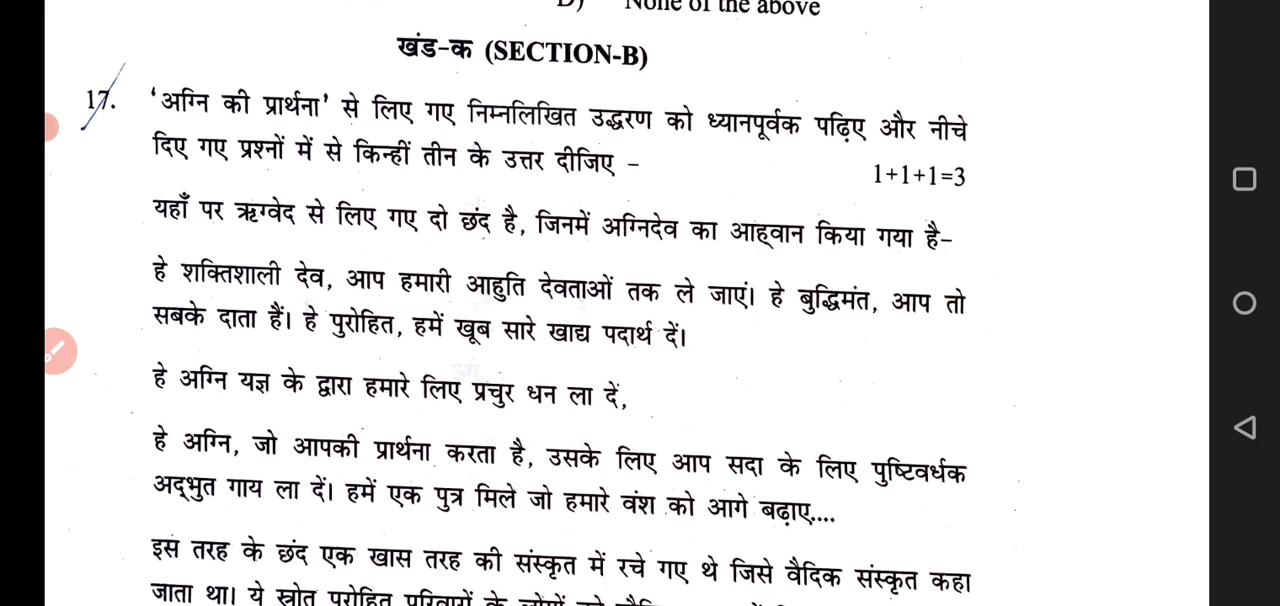 D) None of the above
खंड-क (SECTION-B)
17. 'अग्नि की प्रार्थना' से लिए गए निम्नलिखित उद्धरण को ध्यानपूर्वक पढ़िए और नीचे
दिए गए प्रश्नों में से किन्हीं तीन के उत्तर दीजिए – 1+1+1=3
यहाँ पर ऋग्वेद से लिए गए दो छंद है, जिनमें अग्निदेव का आह्वान किया गया है–
हे शक्तिशाली देव, आप हमारी आहुति देवताओं तक ले जाएं। हे बुद्धिमंत, आप तो
सबके दाता हैं। हे पुरोहित, हमें खूब सारे खाद्य पदार्थ दें।
हे अग्नि यज्ञ के द्वारा हमारे लिए प्रचुर धन ला दें,
हे अग्नि, जो आपकी प्रार्थना करता है, उसके लिए आप सदा के लिए पुष्टिवर्धक
अद्भुत गाय ला दें। हमें एक पुत्र मिले जो हमारे वंश को आगे बढ़ाए....
इस तरह के छंद एक खास तरह की संस्कृत में रचे गए थे जिसे वैदिक संस्कृत कहा
जाता था। ये स्रोत पुरोहित परिवारों के लोगों